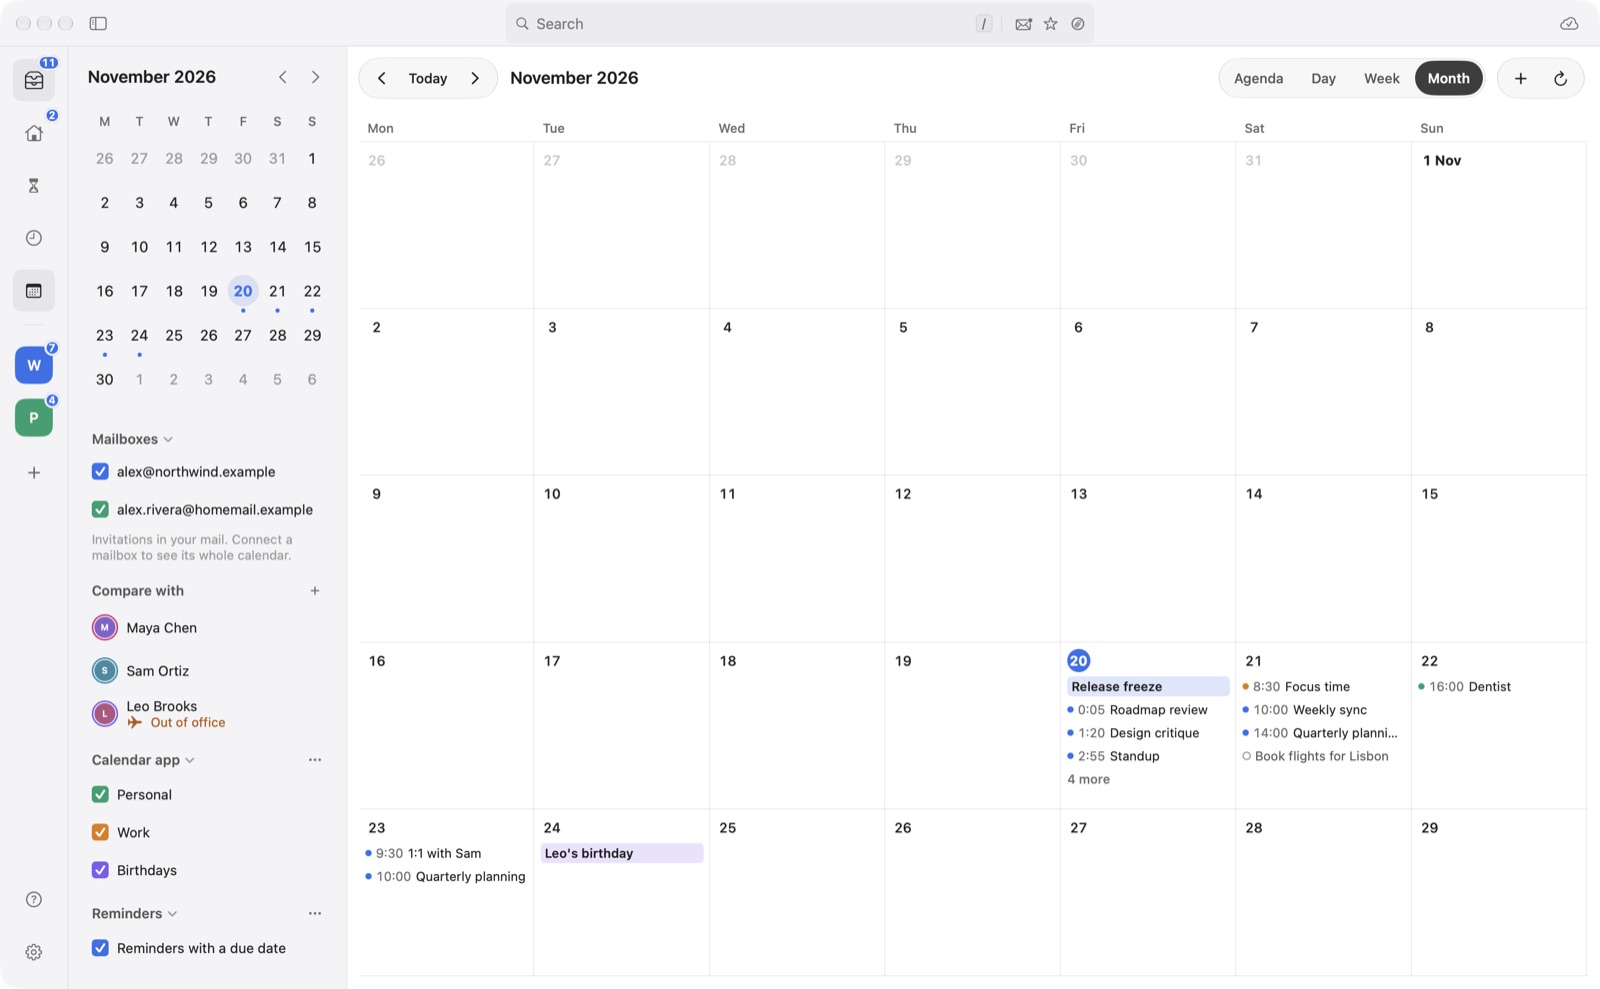 Search
/
11
2
W
7
P
4
November 2026
M T W T F S S
26 27 28 29 30 31 1
2 3 4 5 6 7 8
9 10 11 12 13 14 15
16 17 18 19 20 21 22
23 24 25 26 27 28 29
30 1 2 3 4 5 6
Mailboxes
alex@northwind.example
alex.rivera@homemail.example
Invitations in your mail. Connect a
mailbox to see its whole calendar.
Compare with
M Maya Chen
S Sam Ortiz
L Leo Brooks
Out of office
Calendar app
Personal
Work
Birthdays
Reminders
Reminders with a due date
Today
November 2026
Agenda Day Week Month
Mon Tue Wed Thu Fri Sat Sun
26 27 28 29 30 31 1 Nov
2 3 4 5 6 7 8
9 10 11 12 13 14 15
16 17 18 19
20
Release freeze
0:05 Roadmap review
1:20 Design critique
2:55 Standup
4 more
21
8:30 Focus time
10:00 Weekly sync
14:00 Quarterly planni...
Book flights for Lisbon
22
16:00 Dentist
23
9:30 1:1 with Sam
10:00 Quarterly planning
24
Leo's birthday
25 26 27 28 29